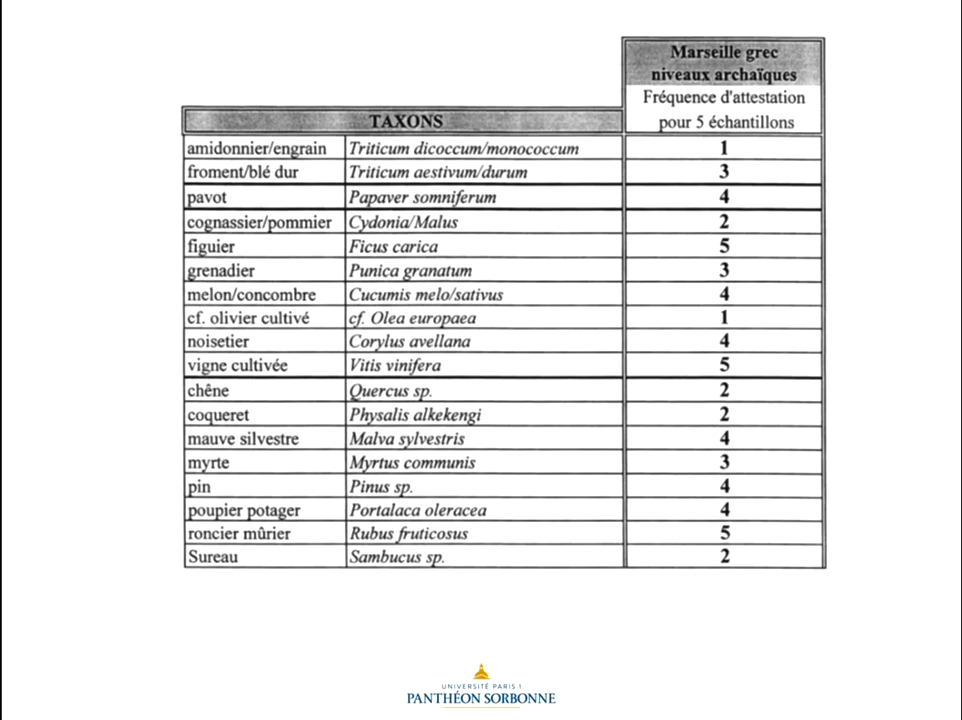 Marseille grec
niveaux archaïques
Fréquence d'attestation
pour 5 échantillons
TAXONS
amidonnier/engrain Triticum dicoccum/monococcum 1
froment/blé dur Triticum aestivum/durum 3
pavot Papaver somniferum 4
cognassier/pommier Cydonia/Malus 2
figuier Ficus carica 5
grenadier Punica granatum 3
melon/concombre Cucumis melo/sativus 4
cf. olivier cultivé cf. Olea europaea 1
noisetier Corylus avellana 4
vigne cultivée Vitis vinifera 5
chêne Quercus sp. 2
coqueret Physalis alkekengi 2
mauve silvestre Malva sylvestris 4
myrte Myrtus communis 3
pin Pinus sp. 4
poupier potager Portalaca oleracea 4
roncier mûrier Rubus fruticosus 5
Sureau Sambucus sp. 2
UNIVERSITÉ PARIS 1
PANTHÉON SORBONNE